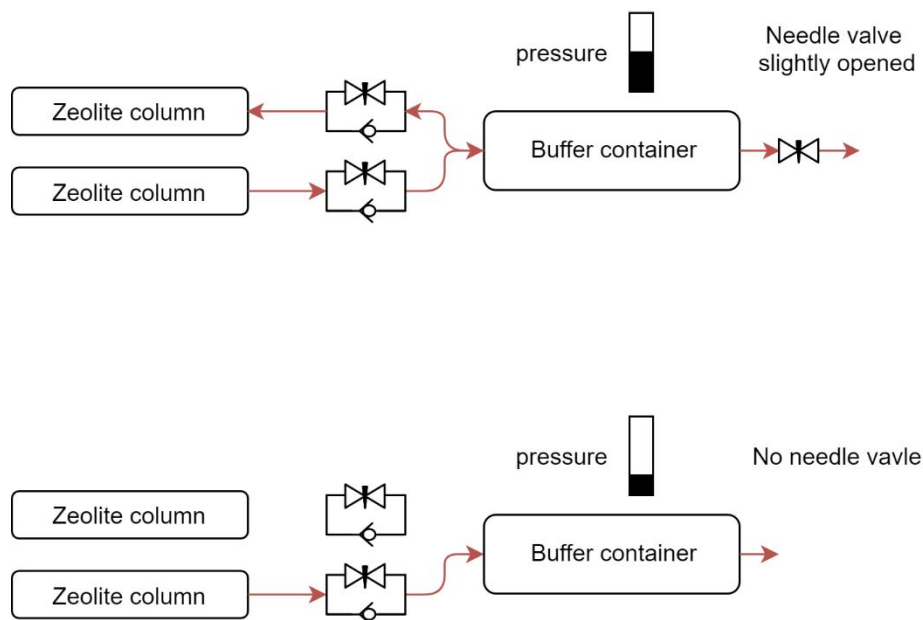 pressure
Needle valve
slightly opened
Zeolite column
Buffer container
Zeolite column
pressure
No needle vavle
Zeolite column
Buffer container
Zeolite column